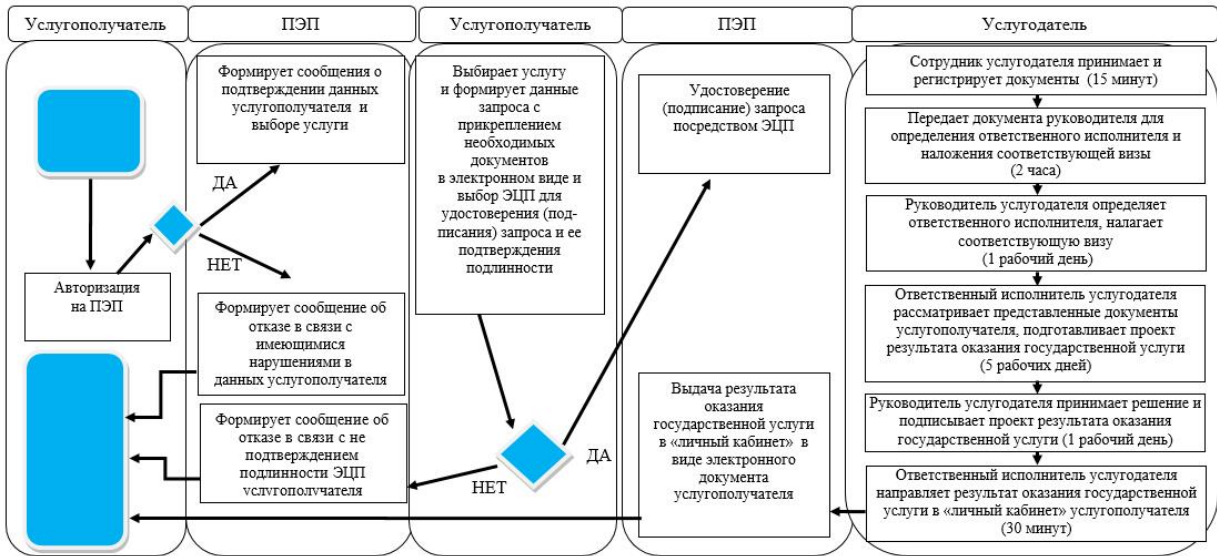 Услугополучатель
ПЭП
Услугополучатель
ПЭП
Услугодатель
Авторизация
на ПЭП
Формирует сообщения о
подтверждении данных
услугополучателя и
выборе услуги
ДА
НЕТ
Формирует сообщение об
отказе в связи с
имеющимися
нарушениями в
данных услугополучателя
Формирует сообщение об
отказе в связи с не
подтверждением
подлинности ЭЦП
услугополучателя
Выбирает услугу
и формирует данные
запроса с
прикреплением
необходимых
документов
в электронном виде и
выбор ЭЦП для
удостоверения (под-
писания) запроса и ее
подтверждения
подлинности
ДА
НЕТ
Удостоверение
(подписание) запроса
посредством ЭЦП
Выдача результата
оказания
государственной услуги
в «личный кабинет» в
виде электронного
документа
услугополучателя
Сотрудник услугодателя принимает и
регистрирует документы (15 минут)
Передает документа руководителя для
определения ответственного исполнителя и
наложения соответствующей визы
(2 часа)
Руководитель услугодателя определяет
ответственного исполнителя, налагает
соответствующую визу
(1 рабочий день)
Ответственный исполнитель услугодателя
рассматривает представленные документы
услугополучателя, подготавливает проект
результата оказания государственной услуги
(5 рабочих дней)
Руководитель услугодателя принимает решение и
подписывает проект результата оказания
государственной услуги (1 рабочий день)
Ответственный исполнитель услугодателя
направляет результат оказания государственной
услуги в «личный кабинет» услугополучателя
(30 минут)